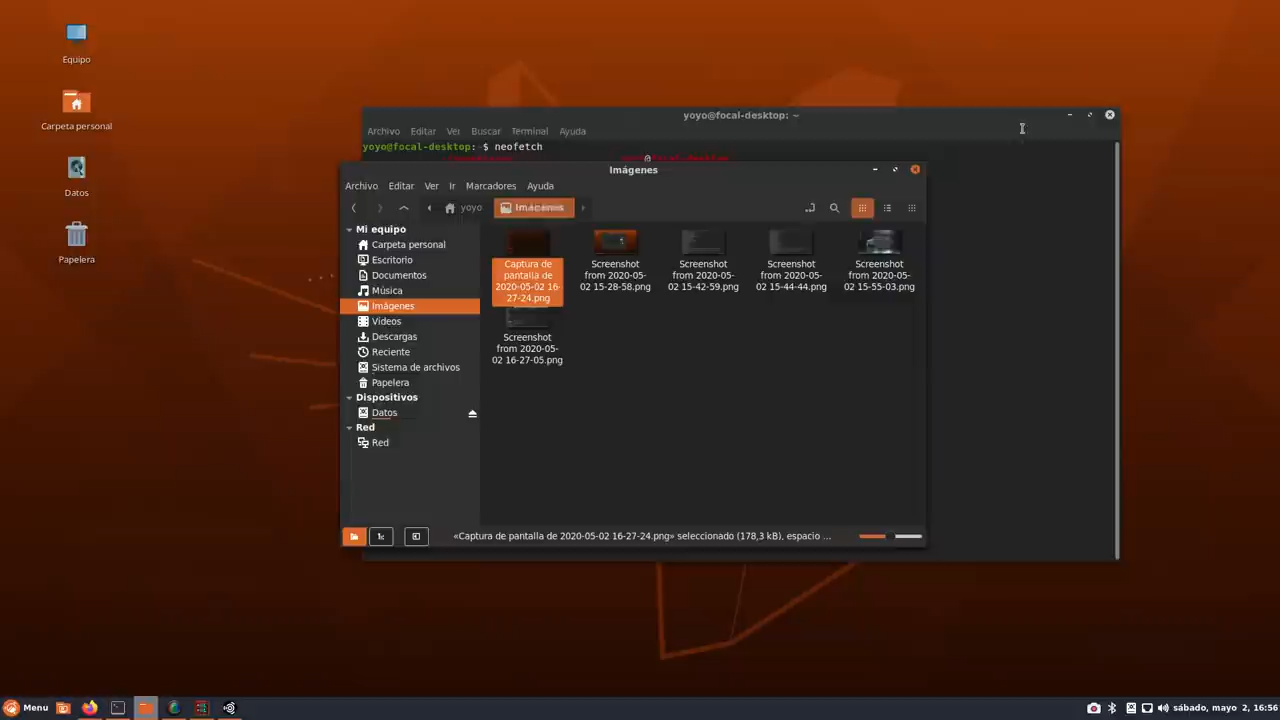 Equipo
Carpeta personal
Datos
Papelera
yoyo@focal-desktop: ~
Archivo Editar Ver Buscar Terminal Ayuda
yoyo@focal-desktop:~$ neofetch
Imágenes
Archivo Editar Ver Ir Marcadores Ayuda
yoyo Imágenes
Mi equipo
Carpeta personal
Escritorio
Documentos
Música
Imágenes
Vídeos
Descargas
Reciente
Sistema de archivos
Papelera
Dispositivos
Datos
Red
Red
Captura de
pantalla de
2020-05-02 16-
27-24.png
Screenshot
from 2020-05-
02 15-28-58.png
Screenshot
from 2020-05-
02 15-42-59.png
Screenshot
from 2020-05-
02 15-44-44.png
Screenshot
from 2020-05-
02 15-55-03.png
Screenshot
from 2020-05-
02 16-27-05.png
«Captura de pantalla de 2020-05-02 16-27-24.png» seleccionado (178,3 kB), espacio ...
Menu
sábado, mayo 2, 16:56